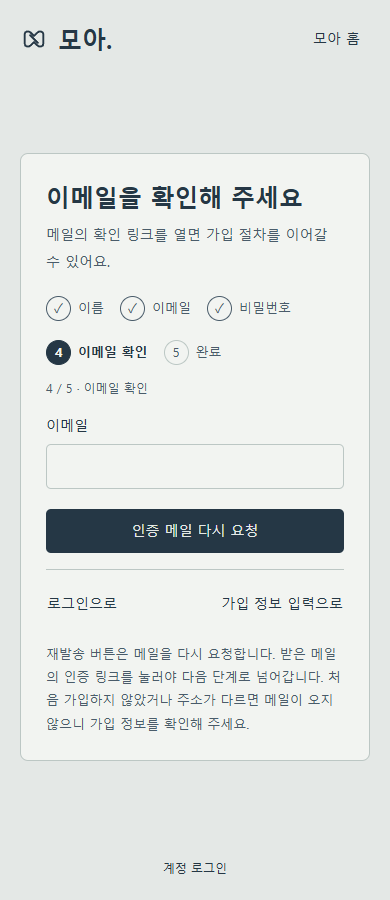 모아.
모아 홈
이메일을 확인해 주세요
메일의 확인 링크를 열면 가입 절차를 이어갈
수 있어요.
✓ 이름 ✓ 이메일 ✓ 비밀번호
4 이메일 확인 5 완료
4 / 5 · 이메일 확인
이메일
인증 메일 다시 요청
로그인으로
가입 정보 입력으로
재발송 버튼은 메일을 다시 요청합니다. 받은 메일
의 인증 링크를 눌러야 다음 단계로 넘어갑니다. 처
음 가입하지 않았거나 주소가 다르면 메일이 오지
않으니 가입 정보를 확인해 주세요.
계정 로그인